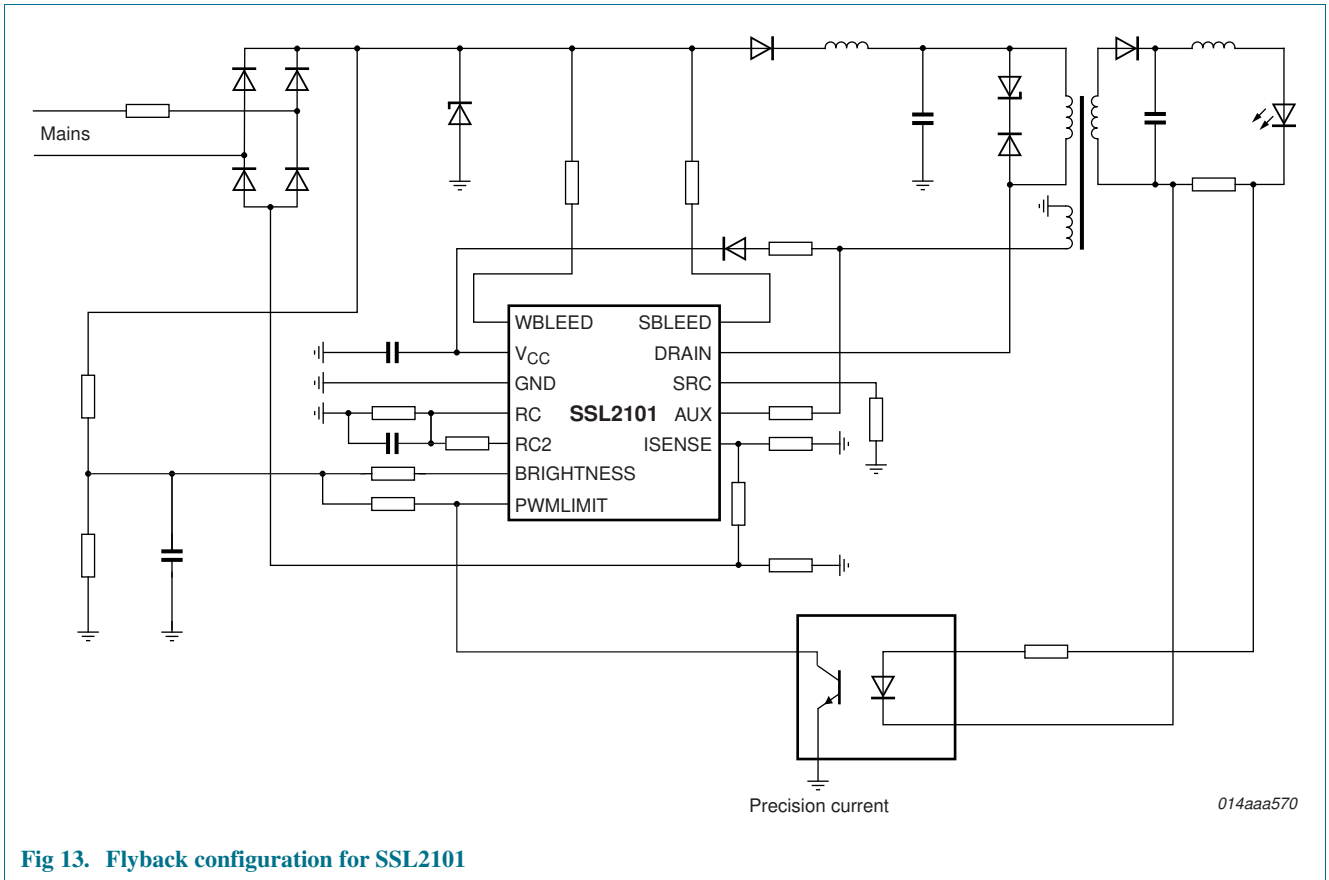 Mains
WBLEED SBLEED
VCC DRAIN
GND SRC
RC SSL2101 AUX
RC2 ISENSE
BRIGHTNESS
PWMLIMIT
Precision current
014aaa570
Fig 13. Flyback configuration for SSL2101